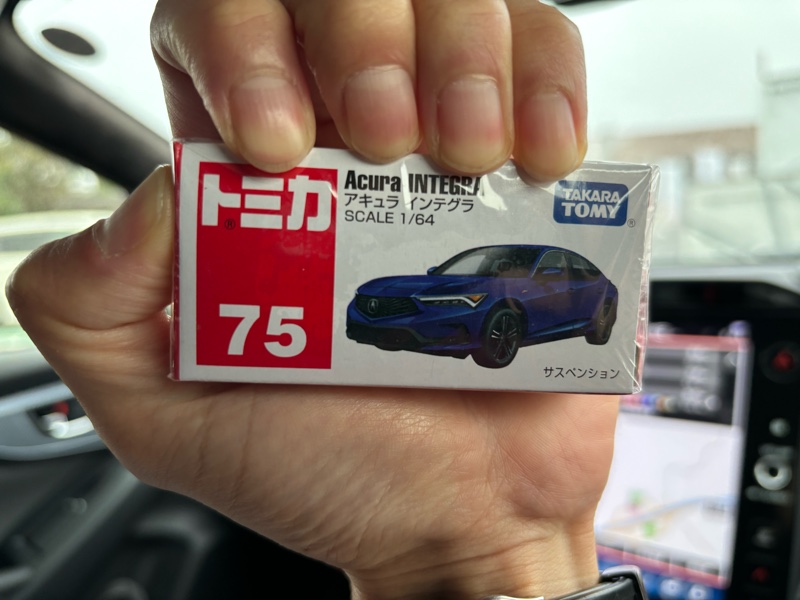 トミカ®
75
Acura INTEGRA
アキュラ インテグラ
SCALE 1/64
TAKARA
TOMY®
サスペンション